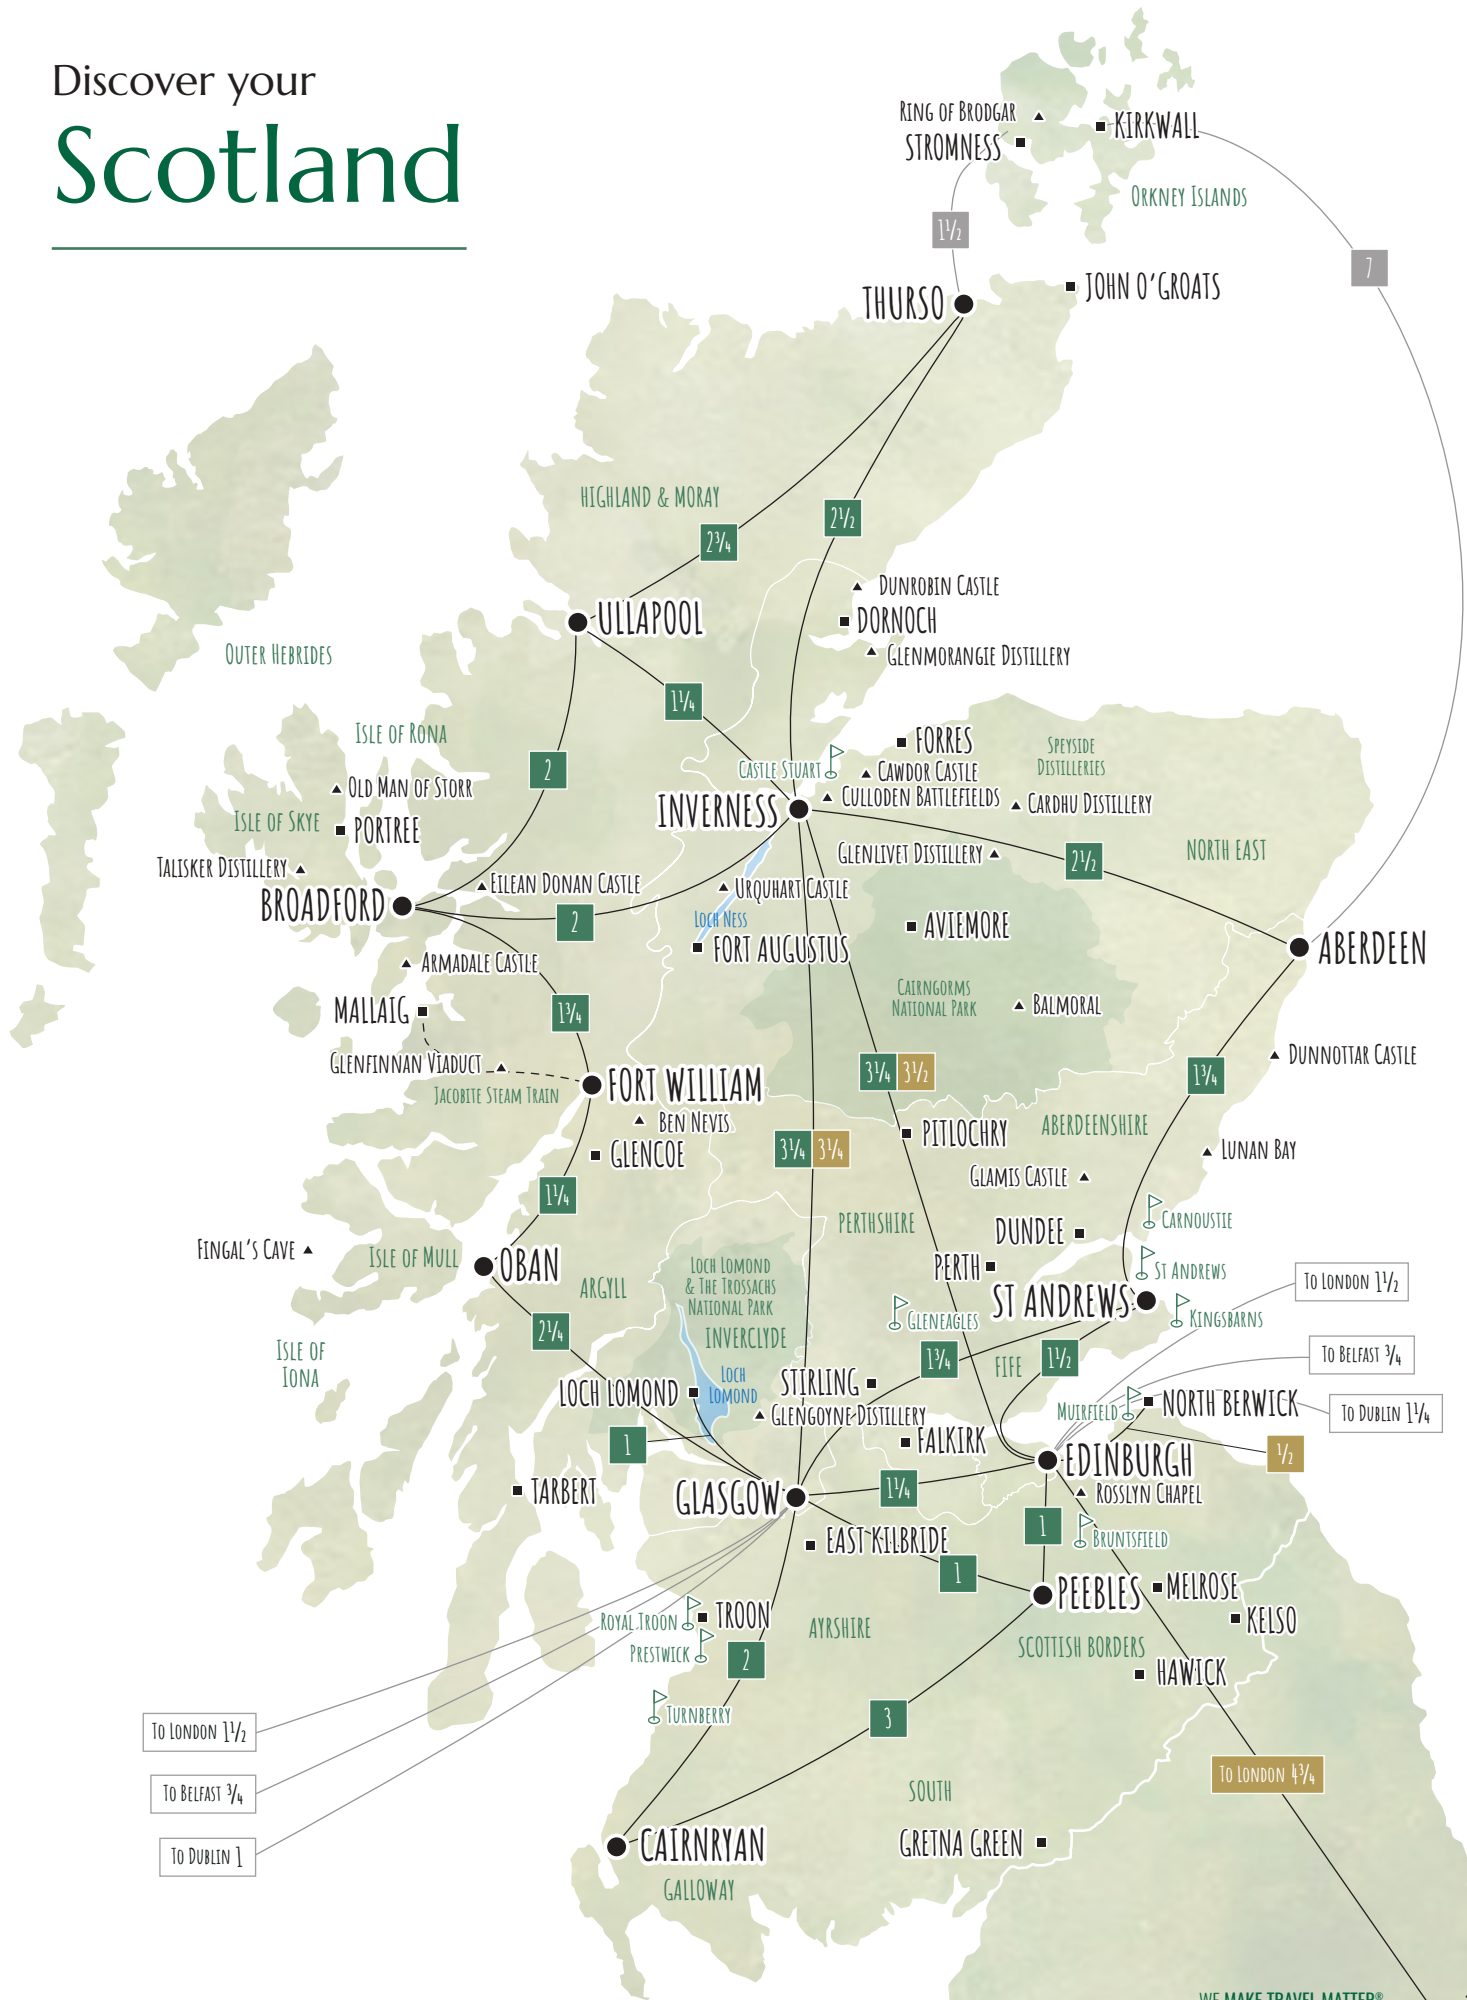 Discover your
Scotland
Ring of Brodgar
KIRKWALL
STROMNESS
Orkney Islands
1½
7
JOHN O'GROATS
THURSO
HIGHLAND & MORAY
2½
2¾
Dunrobin Castle
ULLAPOOL
DORNOCH
Outer Hebrides
Glenmorangie Distillery
1¼
Isle of Rona
FORRES
Speyside
Distilleries
Castle Stuart
2
Cawdor Castle
Old Man of Storr
Culloden Battlefields
Cardhu Distillery
INVERNESS
Isle of Skye
PORTREE
Glenlivet Distillery
NORTH EAST
2½
Talisker Distillery
Eilean Donan Castle
Urquhart Castle
BROADFORD
2
Loch Ness
AVIEMORE
FORT AUGUSTUS
ABERDEEN
Armadale Castle
Cairngorms
National Park
Balmoral
MALLAIG
1¾
Dunnottar Castle
Glenfinnan Viaduct
3¼
3½
1¾
FORT WILLIAM
Jacobite Steam Train
Ben Nevis
PITLOCHRY
ABERDEENSHIRE
GLENCOE
3¼
3¼
Lunan Bay
Glamis Castle
1¼
PERTHSHIRE
Carnoustie
DUNDEE
Fingal's Cave
Isle of Mull
OBAN
Loch Lomond
& The Trossachs
National Park
PERTH
St Andrews
ARGYLL
To London 1½
ST ANDREWS
Gleneagles
Kingsbarns
2¼
INVERCLYDE
Isle of
Iona
1¾
FIFE
1½
To Belfast ¾
Loch
Lomond
STIRLING
LOCH LOMOND
Muirfield
NORTH BERWICK
To Dublin 1¼
Glengoyne Distillery
FALKIRK
1
½
EDINBURGH
TARBERT
GLASGOW
1¼
Rosslyn Chapel
1
Bruntsfield
EAST KILBRIDE
1
PEEBLES
MELROSE
Royal Troon
TROON
KELSO
AYRSHIRE
Prestwick
SCOTTISH BORDERS
2
HAWICK
Turnberry
3
To London 1½
To London 4¾
To Belfast ¾
SOUTH
CAIRNRYAN
GRETNA GREEN
To Dublin 1
GALLOWAY
WE MAKE TRAVEL MATTER®